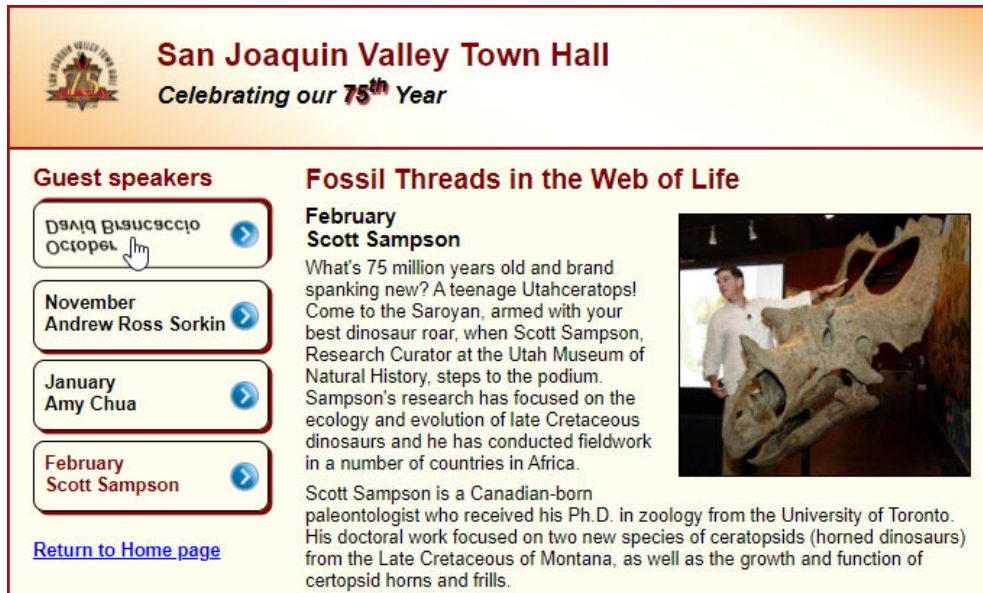 SAN JOAQUIN VALLEY TOWN HALL
75
San Joaquin Valley Town Hall
Celebrating our 75th Year
Guest speakers
David Brancaccio
October
November
Andrew Ross Sorkin
January
Amy Chua
February
Scott Sampson
Return to Home page
Fossil Threads in the Web of Life
February
Scott Sampson
What's 75 million years old and brand
spanking new? A teenage Utahceratops!
Come to the Saroyan, armed with your
best dinosaur roar, when Scott Sampson,
Research Curator at the Utah Museum of
Natural History, steps to the podium.
Sampson's research has focused on the
ecology and evolution of late Cretaceous
dinosaurs and he has conducted fieldwork
in a number of countries in Africa.
Scott Sampson is a Canadian-born
paleontologist who received his Ph.D. in zoology from the University of Toronto.
His doctoral work focused on two new species of ceratopsids (horned dinosaurs)
from the Late Cretaceous of Montana, as well as the growth and function of
certopsid horns and frills.